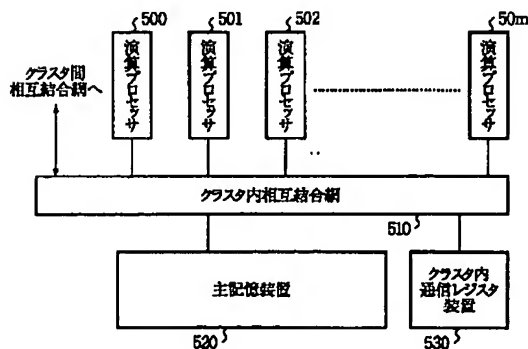 500
501
502
50m
演算プロセッサ
演算プロセッサ
演算プロセッサ
演算プロセッサ
クラスタ間
相互結合網へ
クラスタ内相互結合網
510
主記憶装置
クラスタ内
通信レジスタ
装置
520
530